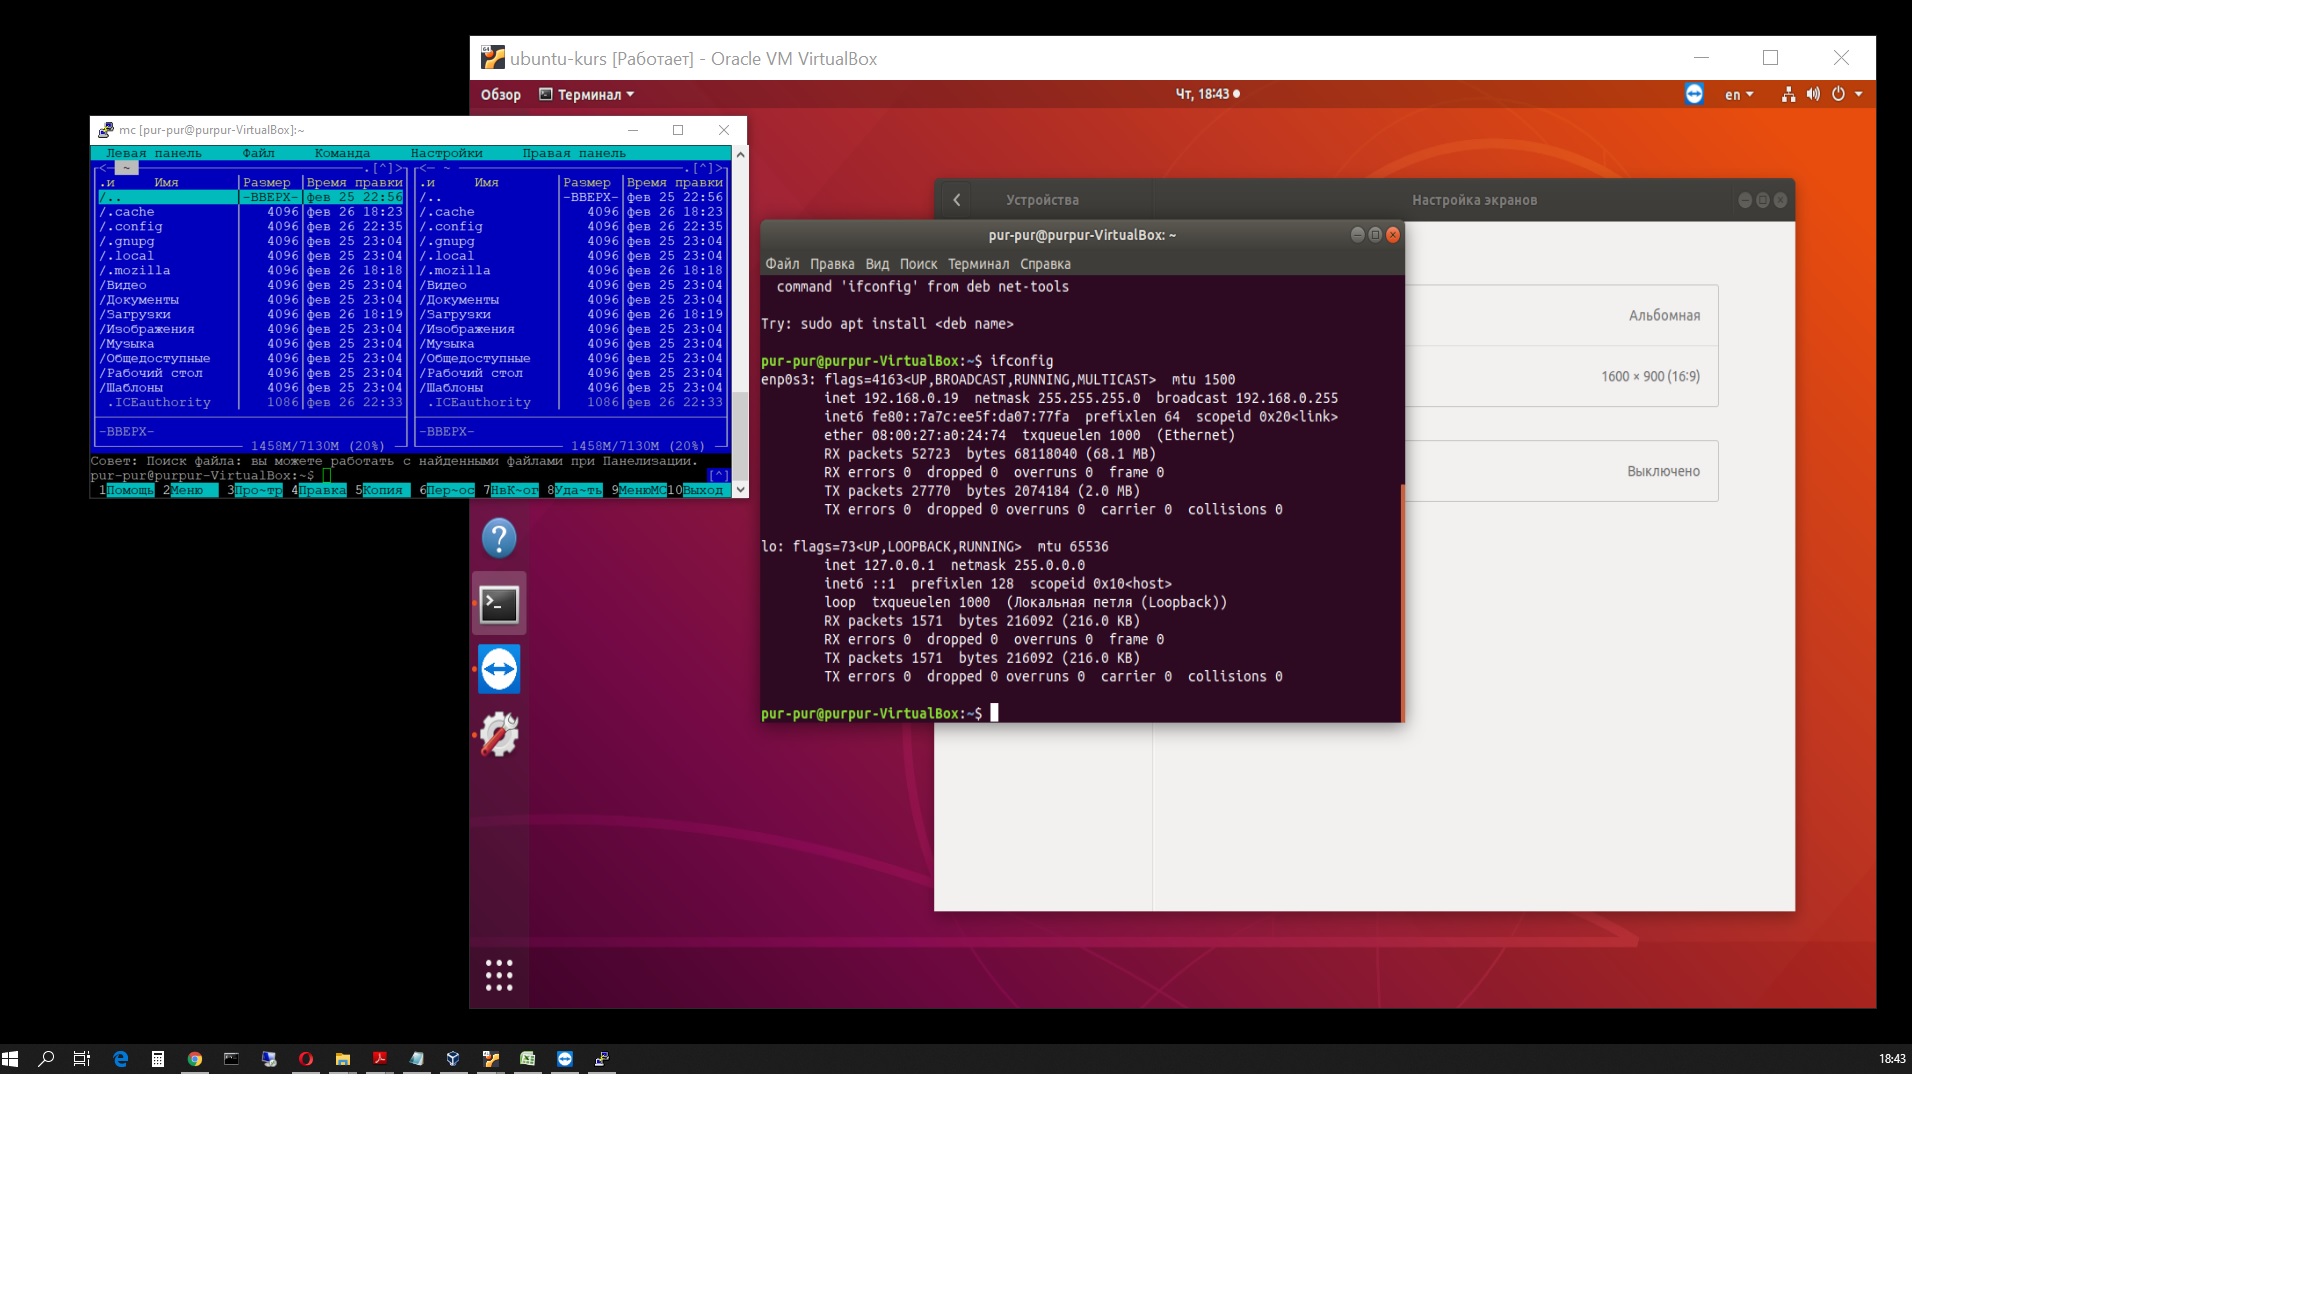 ubuntu-kurs [Работает] - Oracle VM VirtualBox
Обзор Терминал Чт, 18:43 en
mc [pur-pur@purpur-VirtualBox]:~
Левая панель Файл Команда Настройки Правая панель
<- ~ .[^]> <- ~ .[^]>
.и Имя Размер Время правки .и Имя Размер Время правки
/.. -ВВЕРХ- фев 25 22:56 /.. -ВВЕРХ- фев 25 22:56
/.cache 4096 фев 26 18:23 /.cache 4096 фев 26 18:23
/.config 4096 фев 26 22:35 /.config 4096 фев 26 22:35
/.gnupg 4096 фев 25 23:04 /.gnupg 4096 фев 25 23:04
/.local 4096 фев 25 23:04 /.local 4096 фев 25 23:04
/.mozilla 4096 фев 26 18:18 /.mozilla 4096 фев 26 18:18
/Видео 4096 фев 25 23:04 /Видео 4096 фев 25 23:04
/Документы 4096 фев 25 23:04 /Документы 4096 фев 25 23:04
/Загрузки 4096 фев 26 18:19 /Загрузки 4096 фев 26 18:19
/Изображения 4096 фев 25 23:04 /Изображения 4096 фев 25 23:04
/Музыка 4096 фев 25 23:04 /Музыка 4096 фев 25 23:04
/Общедоступные 4096 фев 25 23:04 /Общедоступные 4096 фев 25 23:04
/Рабочий стол 4096 фев 25 23:04 /Рабочий стол 4096 фев 25 23:04
/Шаблоны 4096 фев 25 23:04 /Шаблоны 4096 фев 25 23:04
.ICEauthority 1086 фев 26 22:33 .ICEauthority 1086 фев 26 22:33
-ВВЕРХ- -ВВЕРХ-
1458M/7130M (20%) 1458M/7130M (20%)
Совет: Поиск файла: вы можете работать с найденными файлами при Панелизации.
pur-pur@purpur-VirtualBox:~$ [^]
1Помощь 2Меню 3Про~тр 4Правка 5Копия 6Пер~ос 7НвК~ог 8Уда~ть 9МенюMC 10Выход
Устройства Настройка экранов
Альбомная
1600 × 900 (16:9)
Выключено
pur-pur@purpur-VirtualBox: ~
Файл Правка Вид Поиск Терминал Справка
command 'ifconfig' from deb net-tools
Try: sudo apt install <deb name>
pur-pur@purpur-VirtualBox:~$ ifconfig
enp0s3: flags=4163<UP,BROADCAST,RUNNING,MULTICAST> mtu 1500
inet 192.168.0.19 netmask 255.255.255.0 broadcast 192.168.0.255
inet6 fe80::7a7c:ee5f:da07:77fa prefixlen 64 scopeid 0x20<link>
ether 08:00:27:a0:24:74 txqueuelen 1000 (Ethernet)
RX packets 52723 bytes 68118040 (68.1 MB)
RX errors 0 dropped 0 overruns 0 frame 0
TX packets 27770 bytes 2074184 (2.0 MB)
TX errors 0 dropped 0 overruns 0 carrier 0 collisions 0
lo: flags=73<UP,LOOPBACK,RUNNING> mtu 65536
inet 127.0.0.1 netmask 255.0.0.0
inet6 ::1 prefixlen 128 scopeid 0x10<host>
loop txqueuelen 1000 (Локальная петля (Loopback))
RX packets 1571 bytes 216092 (216.0 KB)
RX errors 0 dropped 0 overruns 0 frame 0
TX packets 1571 bytes 216092 (216.0 KB)
TX errors 0 dropped 0 overruns 0 carrier 0 collisions 0
pur-pur@purpur-VirtualBox:~$
18:43